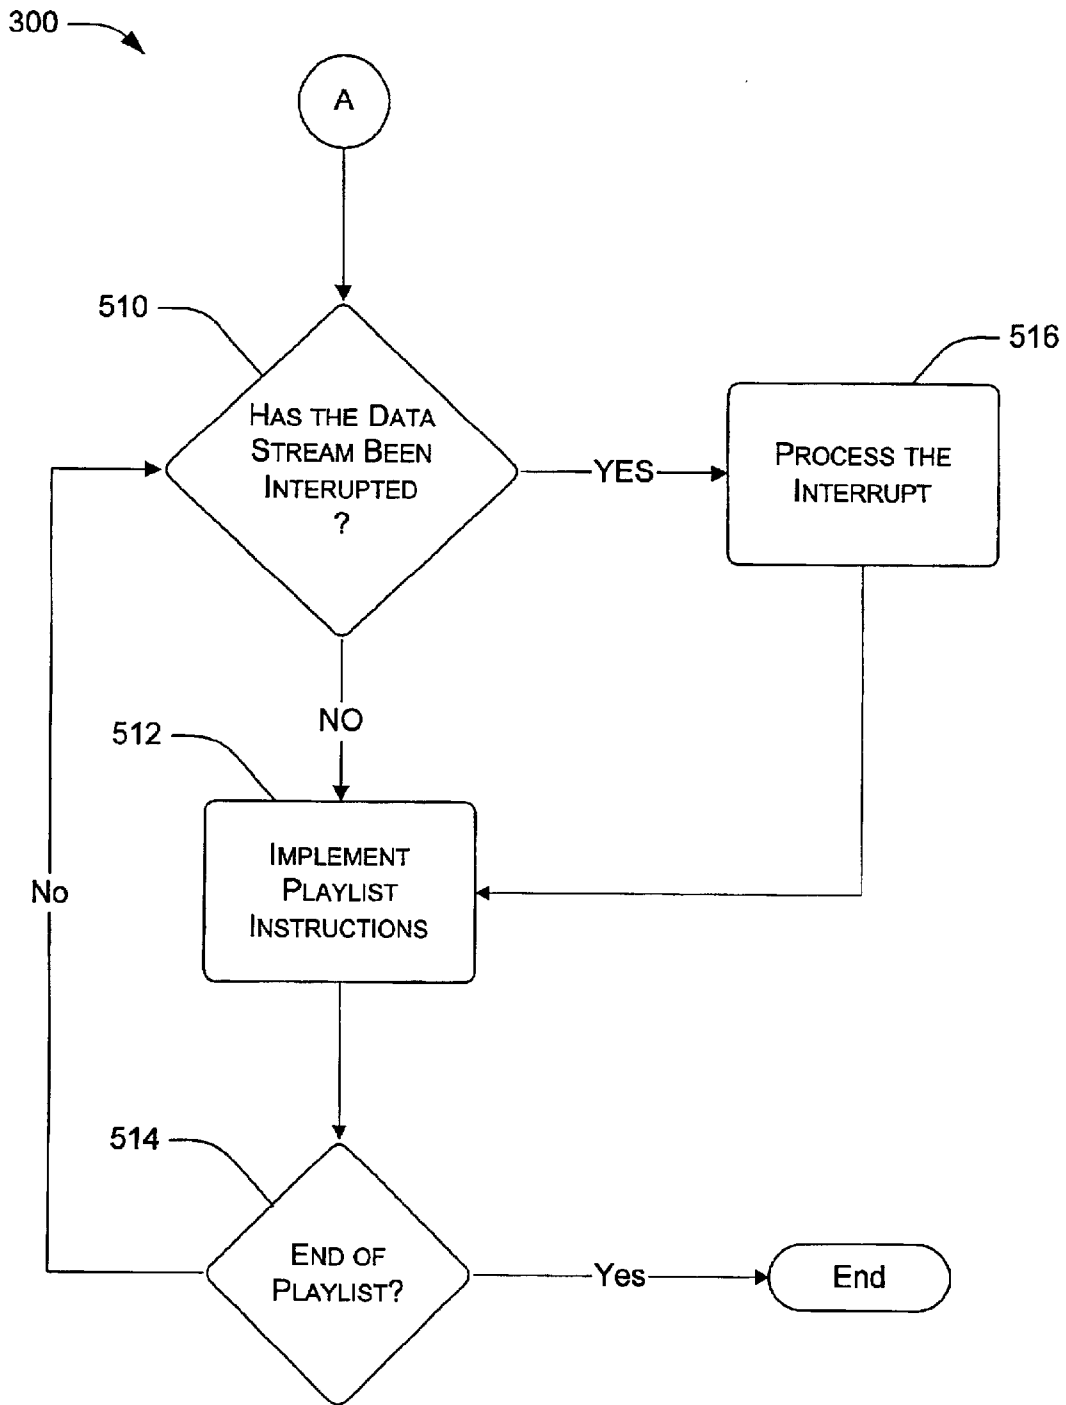 300
A
510
HAS THE DATA
STREAM BEEN
INTERUPTED
?
YES
516
PROCESS THE
INTERRUPT
NO
512
IMPLEMENT
PLAYLIST
INSTRUCTIONS
No
514
END OF
PLAYLIST?
Yes
End